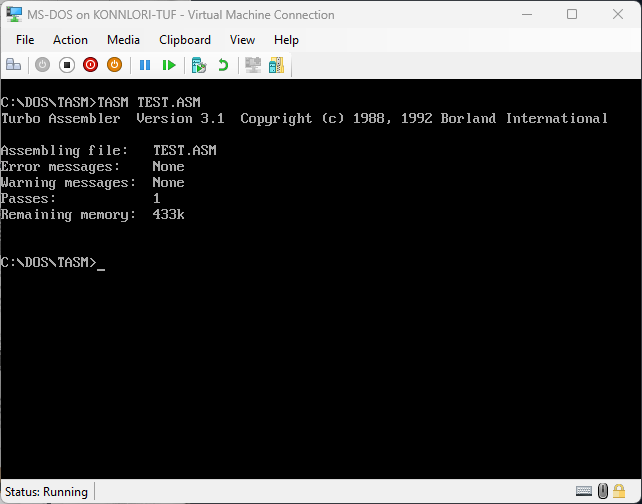 MS-DOS on KONNLORI-TUF - Virtual Machine Connection
File Action Media Clipboard View Help
C:\DOS\TASM>TASM TEST.ASM
Turbo Assembler  Version 3.1  Copyright (c) 1988, 1992 Borland International
Assembling file:   TEST.ASM
Error messages:    None
Warning messages:  None
Passes:            1
Remaining memory:  433k
C:\DOS\TASM>_
Status: Running